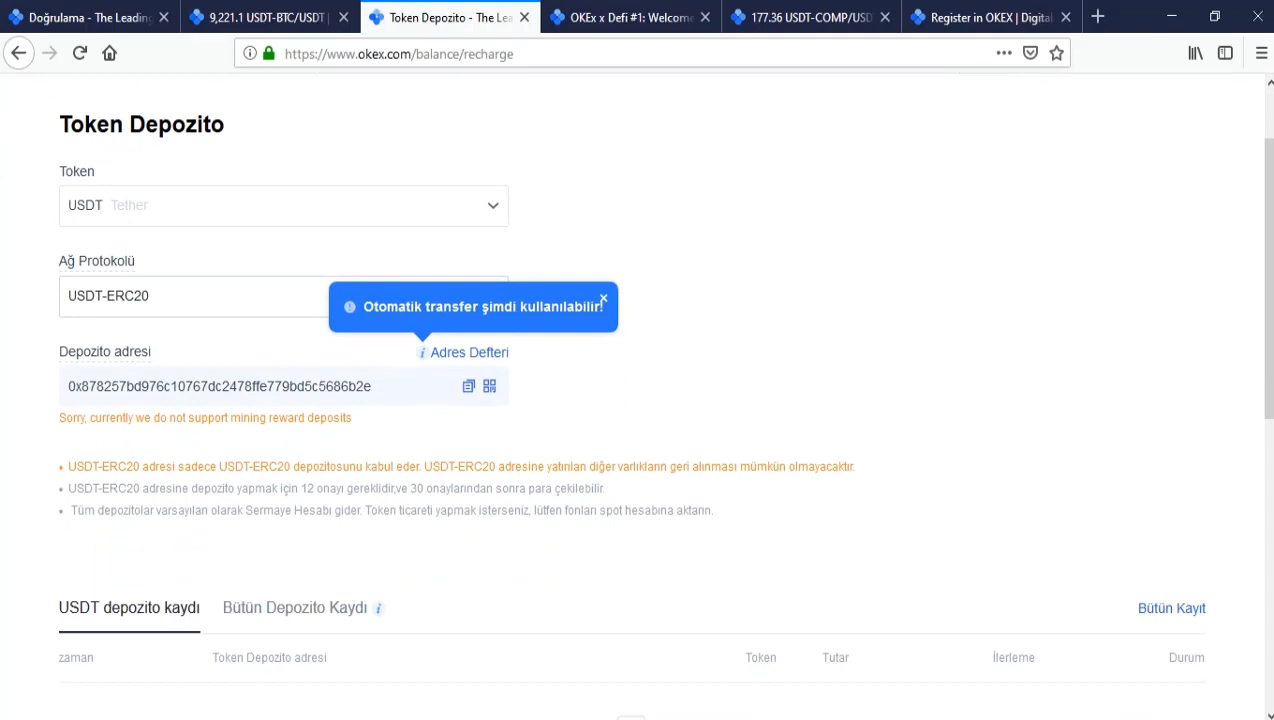 Doğrulama - The Leading
9,221.1 USDT-BTC/USDT |
Token Depozito - The Lea
OKEx x Defi #1: Welcome
177.36 USDT-COMP/USD
Register in OKEX | Digital
https://www.okex.com/balance/recharge
Token Depozito
Token
USDT Tether
Ağ Protokolü
USDT-ERC20
Otomatik transfer şimdi kullanılabilir!
Depozito adresi
i Adres Defteri
0x878257bd976c10767dc2478ffe779bd5c5686b2e
Sorry, currently we do not support mining reward deposits
• USDT-ERC20 adresi sadece USDT-ERC20 depozitosunu kabul eder. USDT-ERC20 adresine yatırılan diğer varlıkların geri alınması mümkün olmayacaktır.
• USDT-ERC20 adresine depozito yapmak için 12 onayı gereklidir,ve 30 onaylarından sonra para çekilebilir.
• Tüm depozitolar varsayılan olarak Sermaye Hesabı gider. Token ticareti yapmak isterseniz, lütfen fonları spot hesabına aktarın.
USDT depozito kaydı
Bütün Depozito Kaydı i
Bütün Kayıt
zaman
Token Depozito adresi
Token
Tutar
İlerleme
Durum